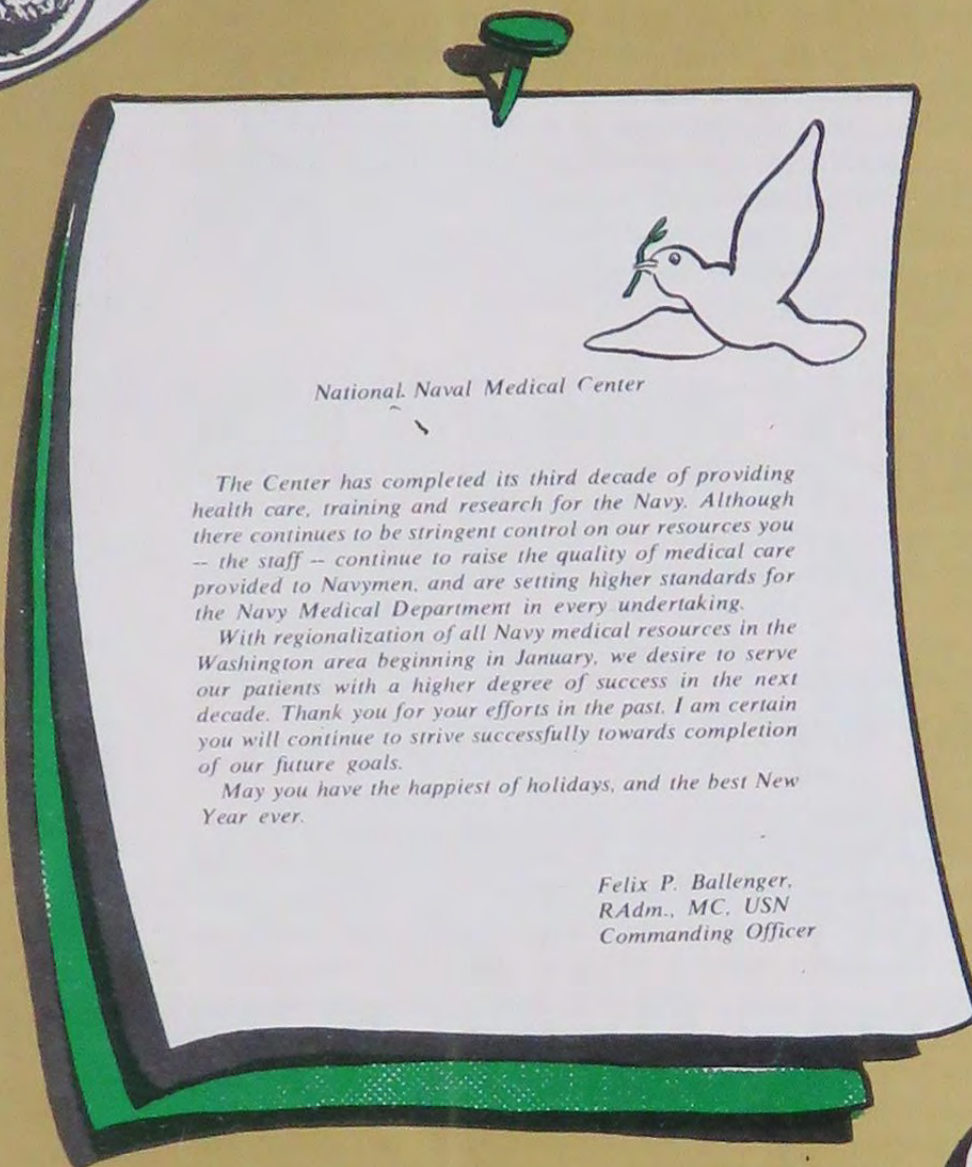 National Naval Medical Center
The Center has completed its third decade of providing
health care, training and research for the Navy. Although
there continues to be stringent control on our resources you
-- the staff -- continue to raise the quality of medical care
provided to Navymen, and are setting higher standards for
the Navy Medical Department in every undertaking.
With regionalization of all Navy medical resources in the
Washington area beginning in January, we desire to serve
our patients with a higher degree of success in the next
decade. Thank you for your efforts in the past. I am certain
you will continue to strive successfully towards completion
of our future goals.
May you have the happiest of holidays, and the best New
Year ever.
Felix P. Ballenger,
RAdm., MC, USN
Commanding Officer